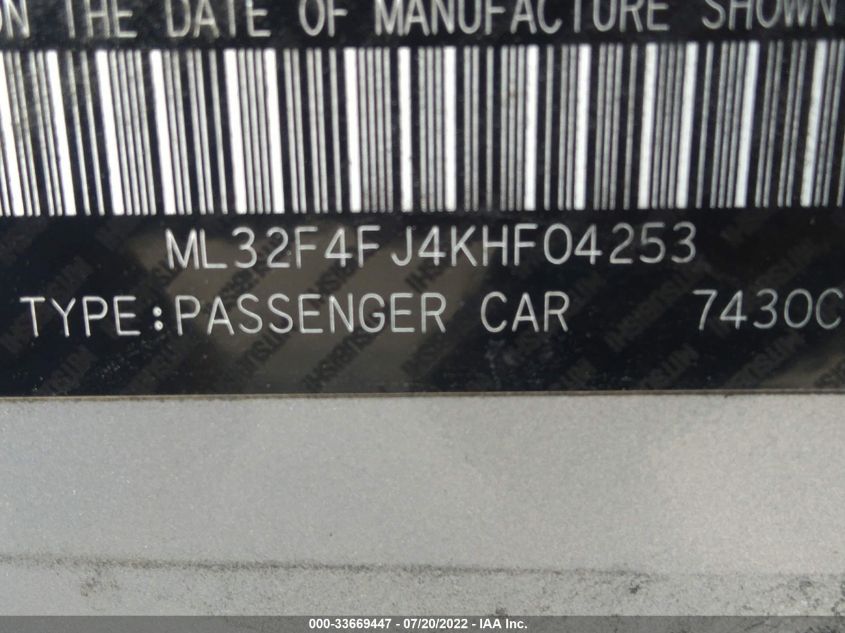 ON THE DATE OF MANUFACTURE SHOWN
ML32F4FJ4KHF04253
TYPE:PASSENGER CAR 7430C
000-33669447 - 07/20/2022 - IAA Inc.